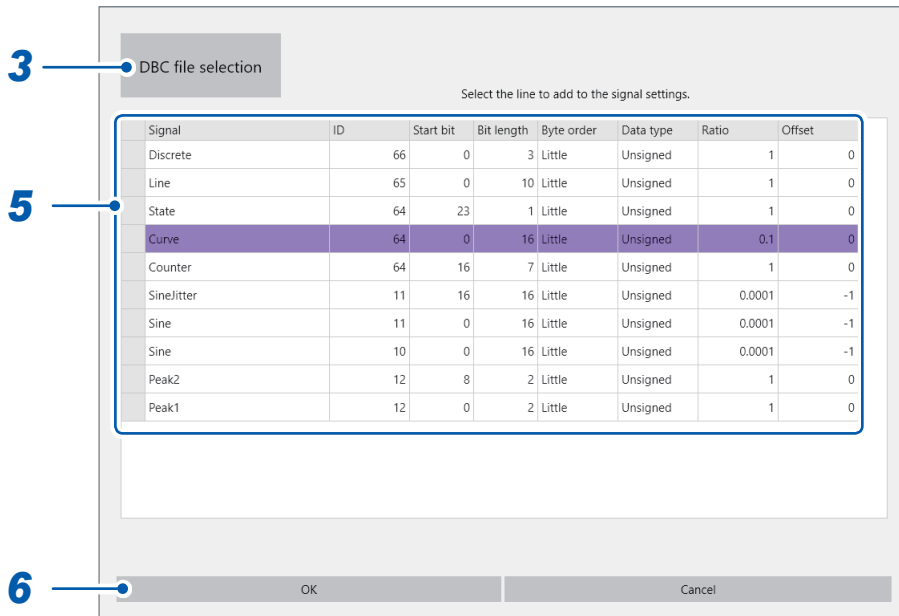 3
DBC file selection
Select the line to add to the signal settings.
5
Signal ID Start bit Bit length Byte order Data type Ratio Offset
Discrete 66 0 3 Little Unsigned 1 0
Line 65 0 10 Little Unsigned 1 0
State 64 23 1 Little Unsigned 1 0
Curve 64 0 16 Little Unsigned 0.1 0
Counter 64 16 7 Little Unsigned 1 0
SineJitter 11 16 16 Little Unsigned 0.0001 -1
Sine 11 0 16 Little Unsigned 0.0001 -1
Sine 10 0 16 Little Unsigned 0.0001 -1
Peak2 12 8 2 Little Unsigned 1 0
Peak1 12 0 2 Little Unsigned 1 0
6
OK Cancel